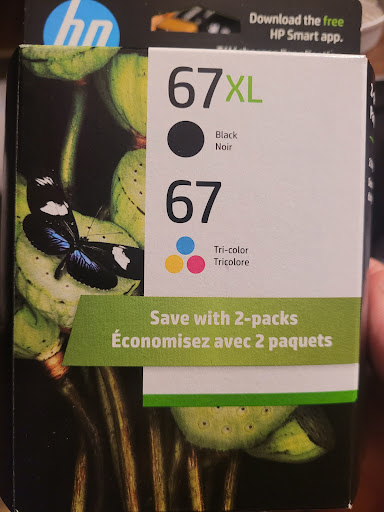 hp
Download the free
HP Smart app.
67XL
Black
Noir
67
Tri-color
Tricolore
Save with 2-packs
Économisez avec 2 paquets